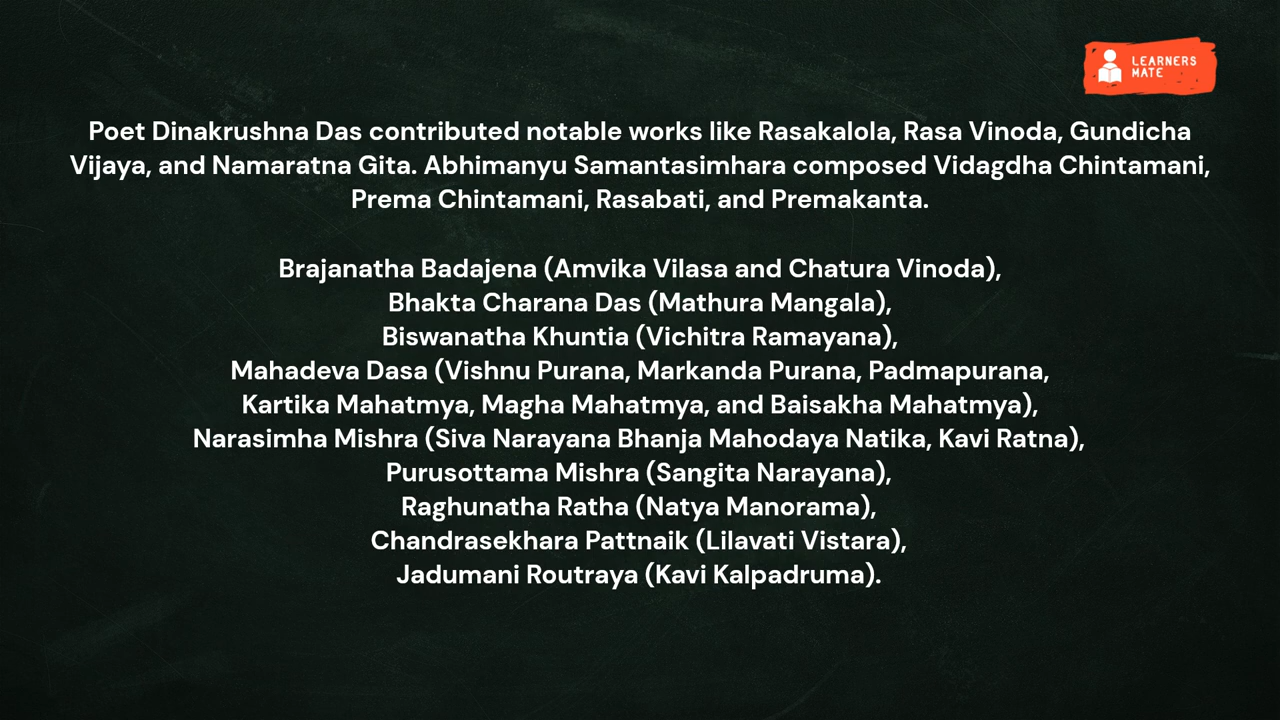 LEARNERS
MATE
Poet Dinakrushna Das contributed notable works like Rasakalola, Rasa Vinoda, Gundicha
Vijaya, and Namaratna Gita. Abhimanyu Samantasimhara composed Vidagdha Chintamani,
Prema Chintamani, Rasabati, and Premakanta.
Brajanatha Badajena (Amvika Vilasa and Chatura Vinoda),
Bhakta Charana Das (Mathura Mangala),
Biswanatha Khuntia (Vichitra Ramayana),
Mahadeva Dasa (Vishnu Purana, Markanda Purana, Padmapurana,
Kartika Mahatmya, Magha Mahatmya, and Baisakha Mahatmya),
Narasimha Mishra (Siva Narayana Bhanja Mahodaya Natika, Kavi Ratna),
Purusottama Mishra (Sangita Narayana),
Raghunatha Ratha (Natya Manorama),
Chandrasekhara Pattnaik (Lilavati Vistara),
Jadumani Routraya (Kavi Kalpadruma).